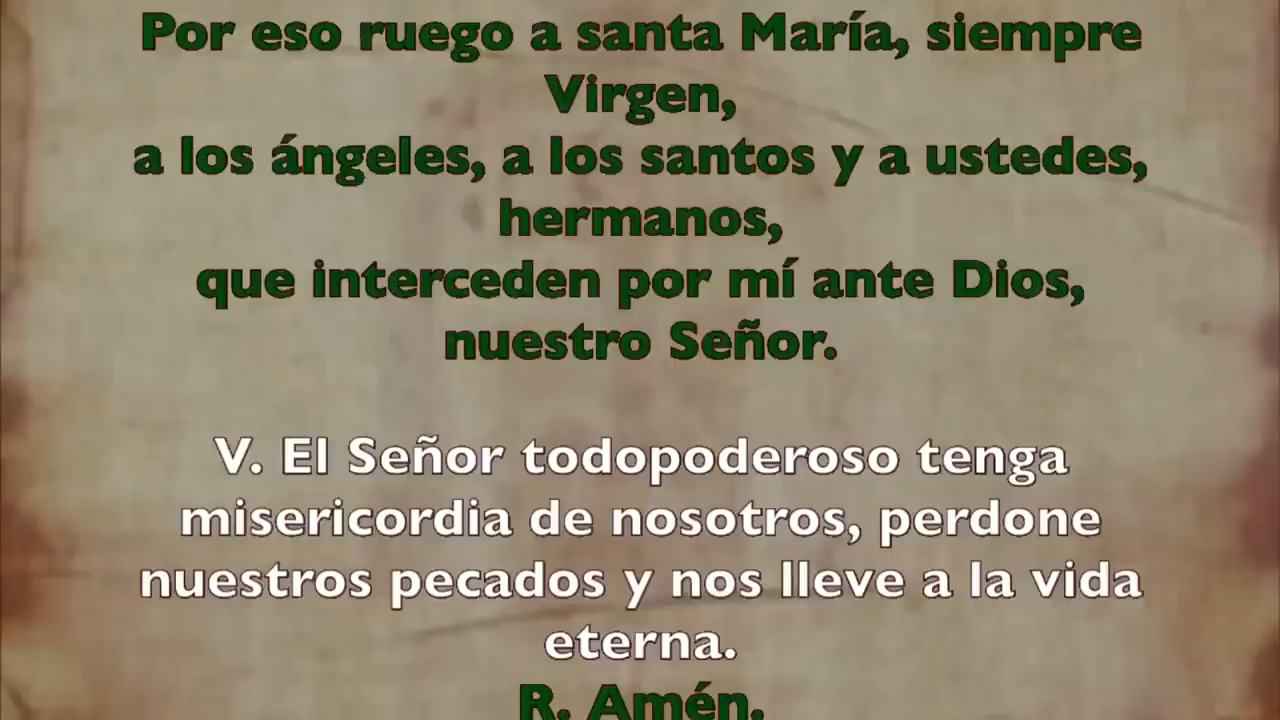 Por eso ruego a santa María, siempre
Virgen,
a los ángeles, a los santos y a ustedes,
hermanos,
que interceden por mí ante Dios,
nuestro Señor.
V. El Señor todopoderoso tenga
misericordia de nosotros, perdone
nuestros pecados y nos lleve a la vida
eterna.
R. Amén.